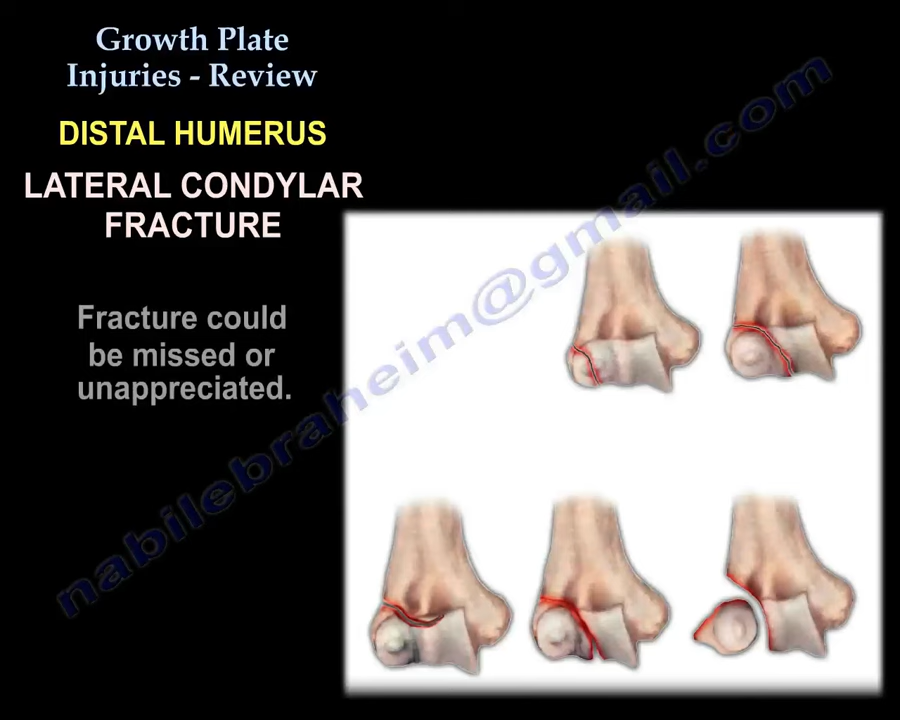 Growth Plate
Injuries - Review
DISTAL HUMERUS
LATERAL CONDYLAR
FRACTURE
Fracture could
be missed or
unappreciated.
nabilebraheim@gmail.com